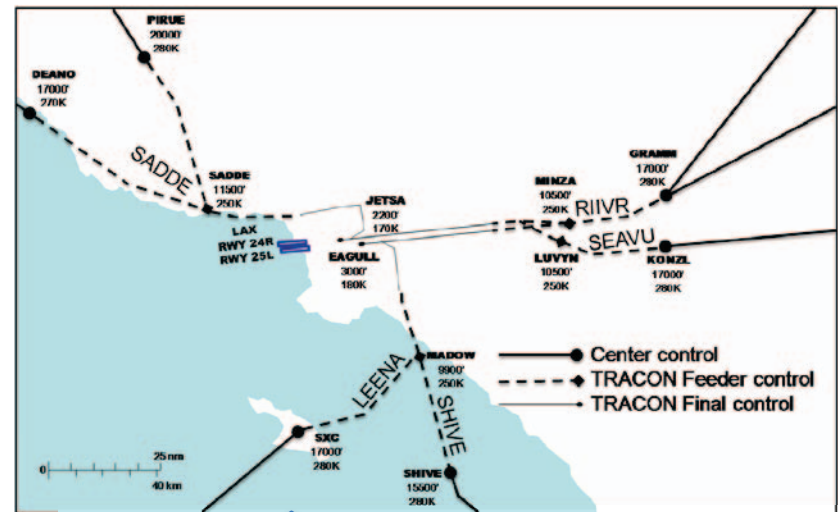 PIRUE
20000'
280K
DEANO
17000'
270K
SADDE
SADDE
11500'
250K
JETSA
2200'
170K
MINZA
10500'
250K
GRAMM
17000'
280K
RIIVR
SEAVU
LAX
RWY 24R
RWY 25L
EAGULL
3000'
180K
LUVYN
10500'
250K
KONZL
17000'
280K
MADOW
9900'
250K
LEENA
SHIVE
SXC
17000'
280K
SHIVE
15500'
280K
Center control
TRACON Feeder control
TRACON Final control
25 nm
0
40 km